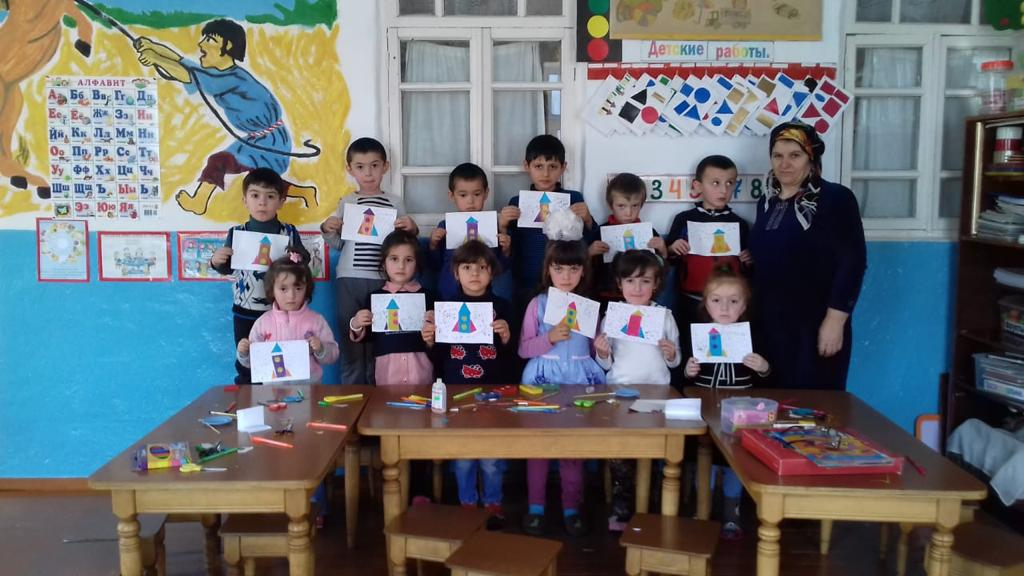 АЛФАВИТ
Аа Бб Вв Гг Дд
Ее Ёё Жж Зз Ии
Йй Кк Лл Мм Нн
Оо Пп Рр Сс Тт
Уу Фф Хх Цц Чч
Шш Щщ Ъъ Ыы Ьь
Ээ Юю Яя
Детские работы.
3 4 5 7 8